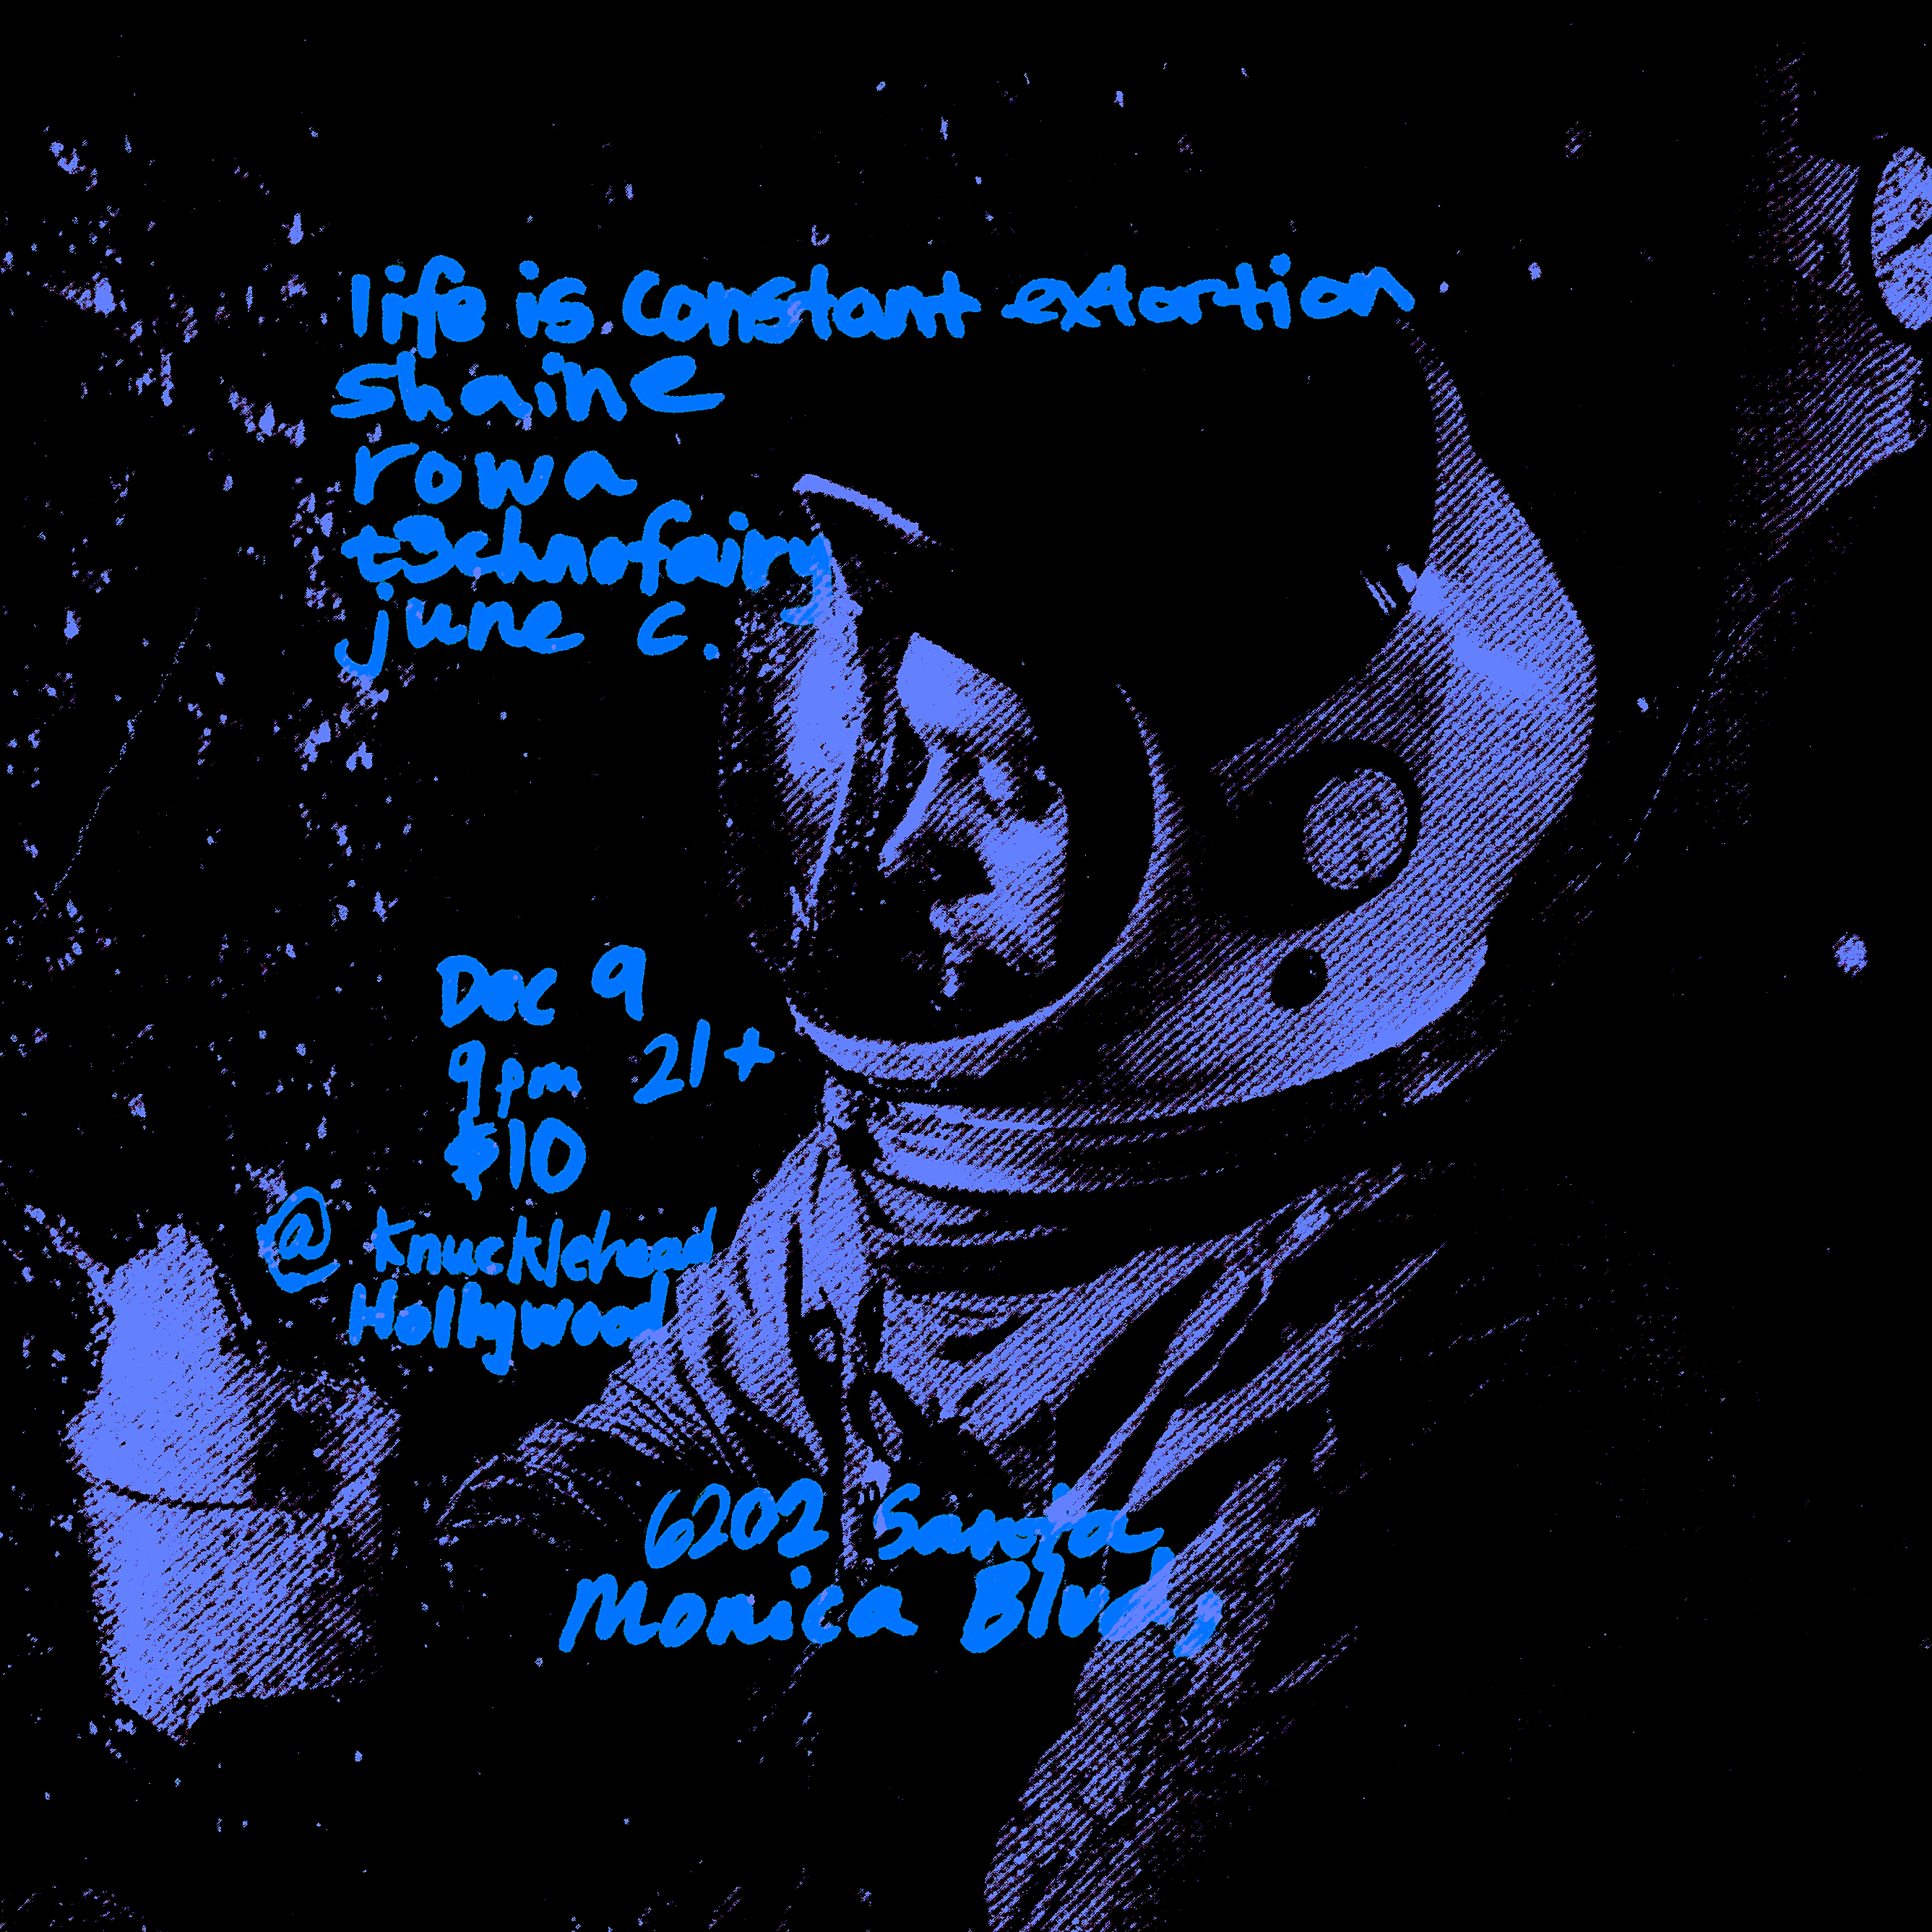 life is constant extortion
shaine
rowa
t3chnofairy
june c.
Dec 9
9pm 21+
$10
@ Knucklehead
Hollywood
6202 Santa
Monica Blvd,